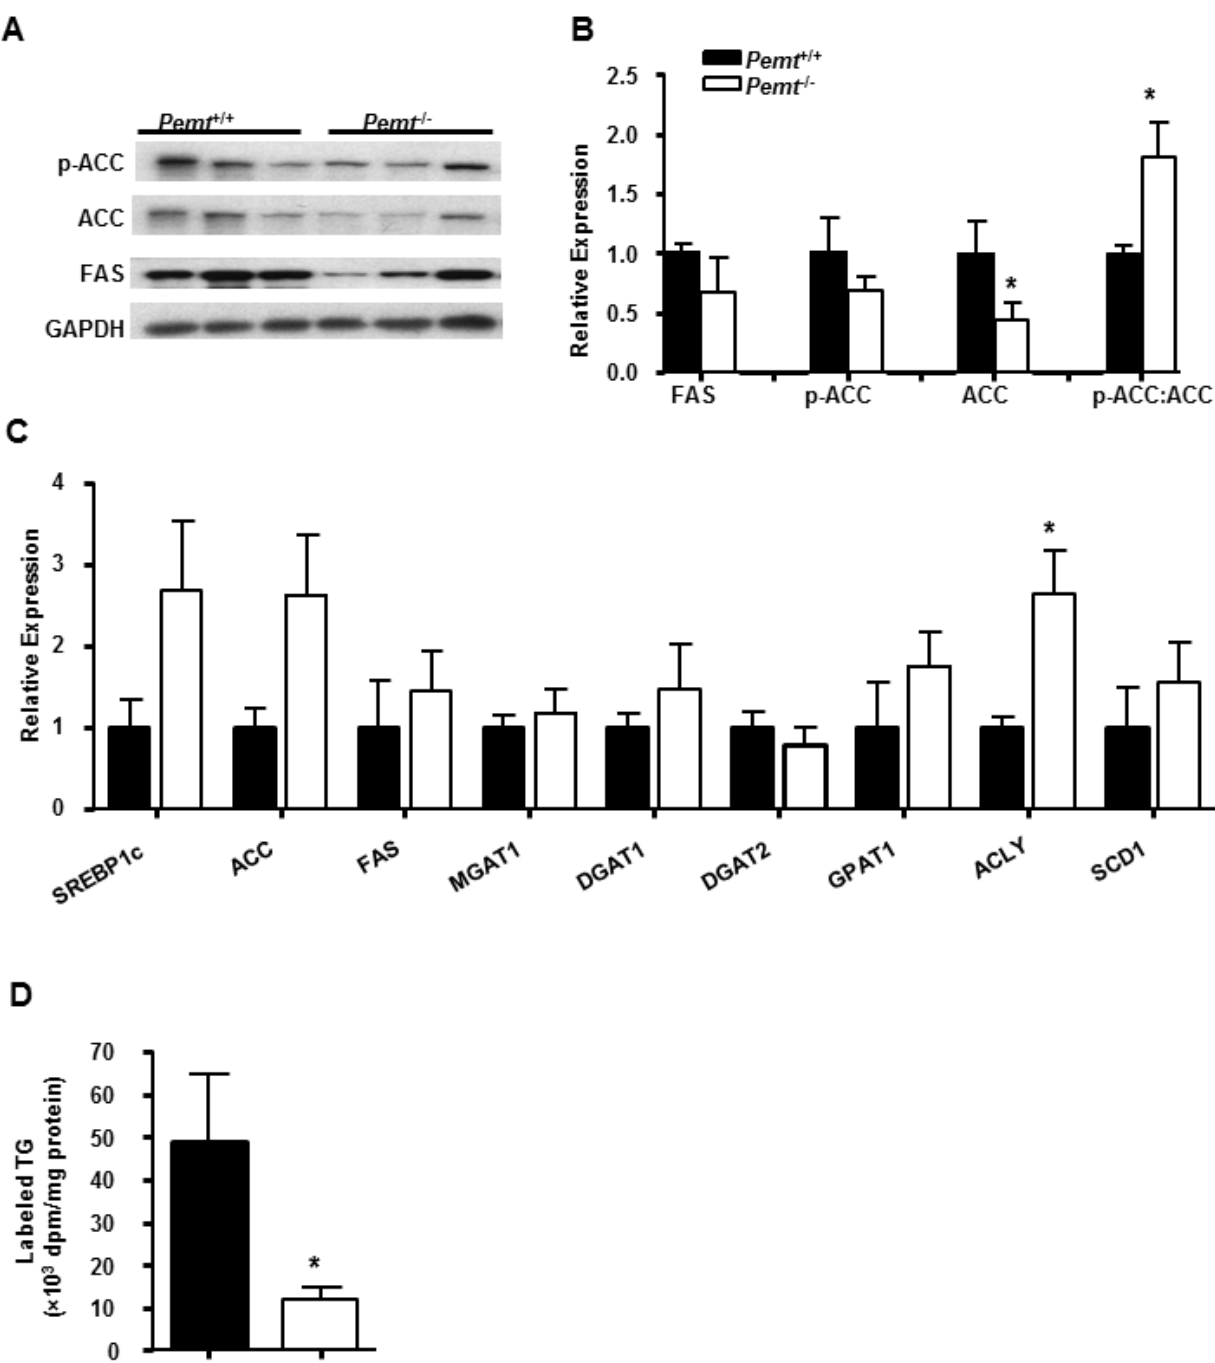 A
Pemt+/+ Pemt-/-
p-ACC
ACC
FAS
GAPDH
B
Pemt+/+
Pemt-/-
*
*
Relative Expression
2.5
2.0
1.5
1.0
0.5
0.0
FAS p-ACC ACC p-ACC:ACC
C
*
Relative Expression
4
3
2
1
0
SREBP1c ACC FAS MGAT1 DGAT1 DGAT2 GPAT1 ACLY SCD1
D
*
Labeled TG
(×10³ dpm/mg protein)
70
60
50
40
30
20
10
0